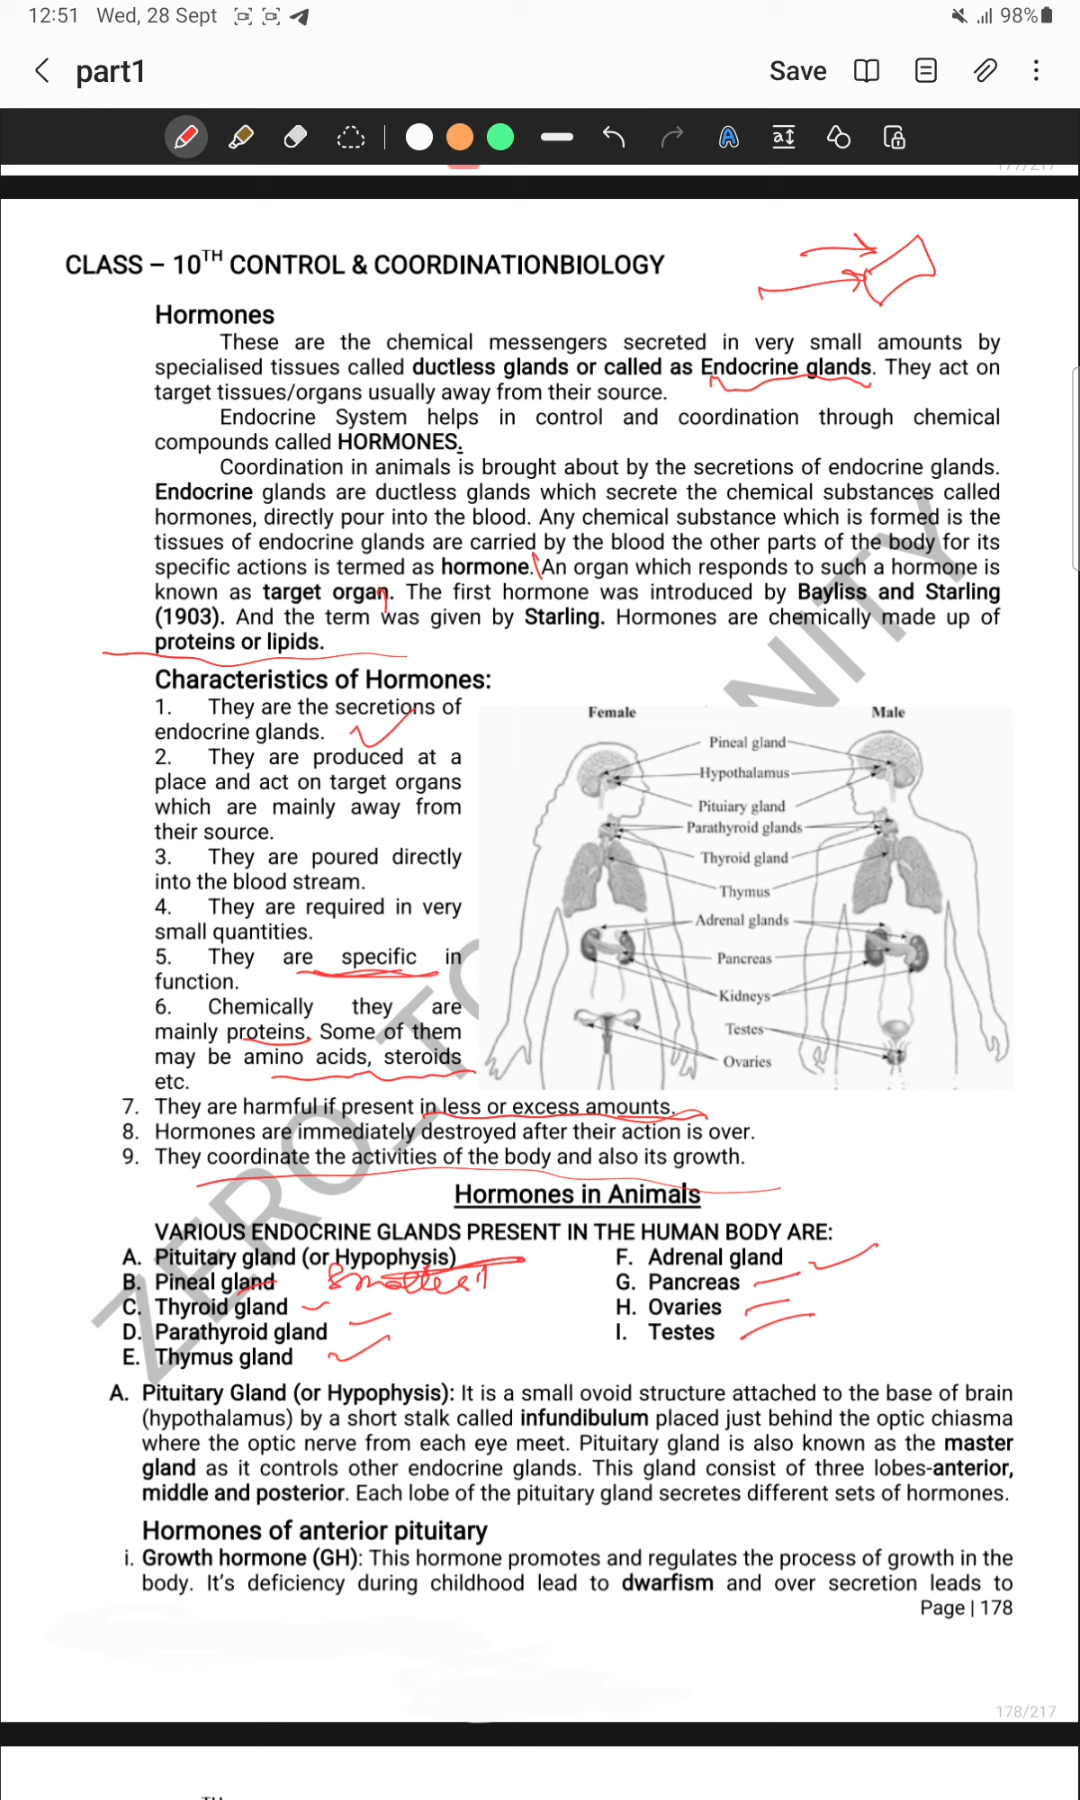 12:51 Wed, 28 Sept 98%
part1 Save
177/217
CLASS – 10TH CONTROL & COORDINATIONBIOLOGY
Hormones
These are the chemical messengers secreted in very small amounts by
specialised tissues called ductless glands or called as Endocrine glands. They act on
target tissues/organs usually away from their source.
Endocrine System helps in control and coordination through chemical
compounds called HORMONES.
Coordination in animals is brought about by the secretions of endocrine glands.
Endocrine glands are ductless glands which secrete the chemical substances called
hormones, directly pour into the blood. Any chemical substance which is formed is the
tissues of endocrine glands are carried by the blood the other parts of the body for its
specific actions is termed as hormone. An organ which responds to such a hormone is
known as target organ. The first hormone was introduced by Bayliss and Starling
(1903). And the term was given by Starling. Hormones are chemically made up of
proteins or lipids.
Characteristics of Hormones:
1. They are the secretions of
endocrine glands.
2. They are produced at a
place and act on target organs
which are mainly away from
their source.
3. They are poured directly
into the blood stream.
4. They are required in very
small quantities.
5. They are specific in
function.
6. Chemically they are
mainly proteins. Some of them
may be amino acids, steroids
etc.
Female Male
Pineal gland
Hypothalamus
Pituiary gland
Parathyroid glands
Thyroid gland
Thymus
Adrenal glands
Pancreas
Kidneys
Testes
Ovaries
7. They are harmful if present in less or excess amounts.
8. Hormones are immediately destroyed after their action is over.
9. They coordinate the activities of the body and also its growth.
Hormones in Animals
VARIOUS ENDOCRINE GLANDS PRESENT IN THE HUMAN BODY ARE:
A. Pituitary gland (or Hypophysis)
B. Pineal gland smallest
C. Thyroid gland
D. Parathyroid gland
E. Thymus gland
F. Adrenal gland
G. Pancreas
H. Ovaries
I. Testes
A. Pituitary Gland (or Hypophysis): It is a small ovoid structure attached to the base of brain
(hypothalamus) by a short stalk called infundibulum placed just behind the optic chiasma
where the optic nerve from each eye meet. Pituitary gland is also known as the master
gland as it controls other endocrine glands. This gland consist of three lobes-anterior,
middle and posterior. Each lobe of the pituitary gland secretes different sets of hormones.
Hormones of anterior pituitary
i. Growth hormone (GH): This hormone promotes and regulates the process of growth in the
body. It's deficiency during childhood lead to dwarfism and over secretion leads to
Page | 178
178/217